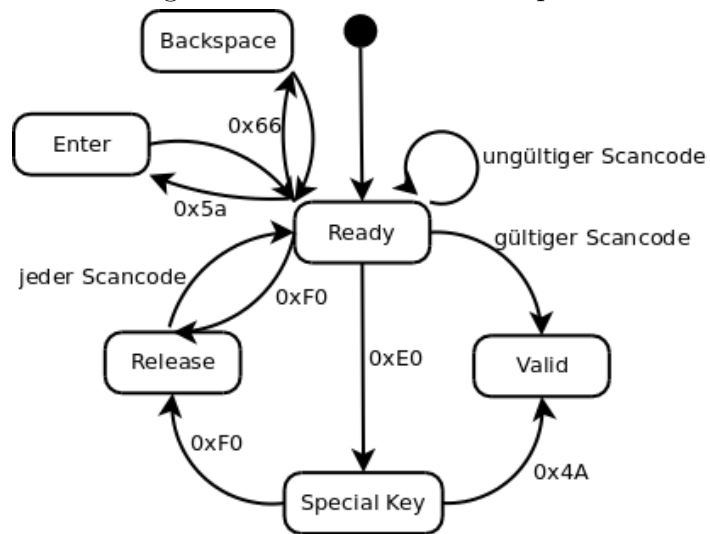 Backspace
0x66
Enter
ungültiger Scancode
0x5a
Ready
gültiger Scancode
jeder Scancode
0xF0
Release
0xE0
Valid
0xF0
0x4A
Special Key